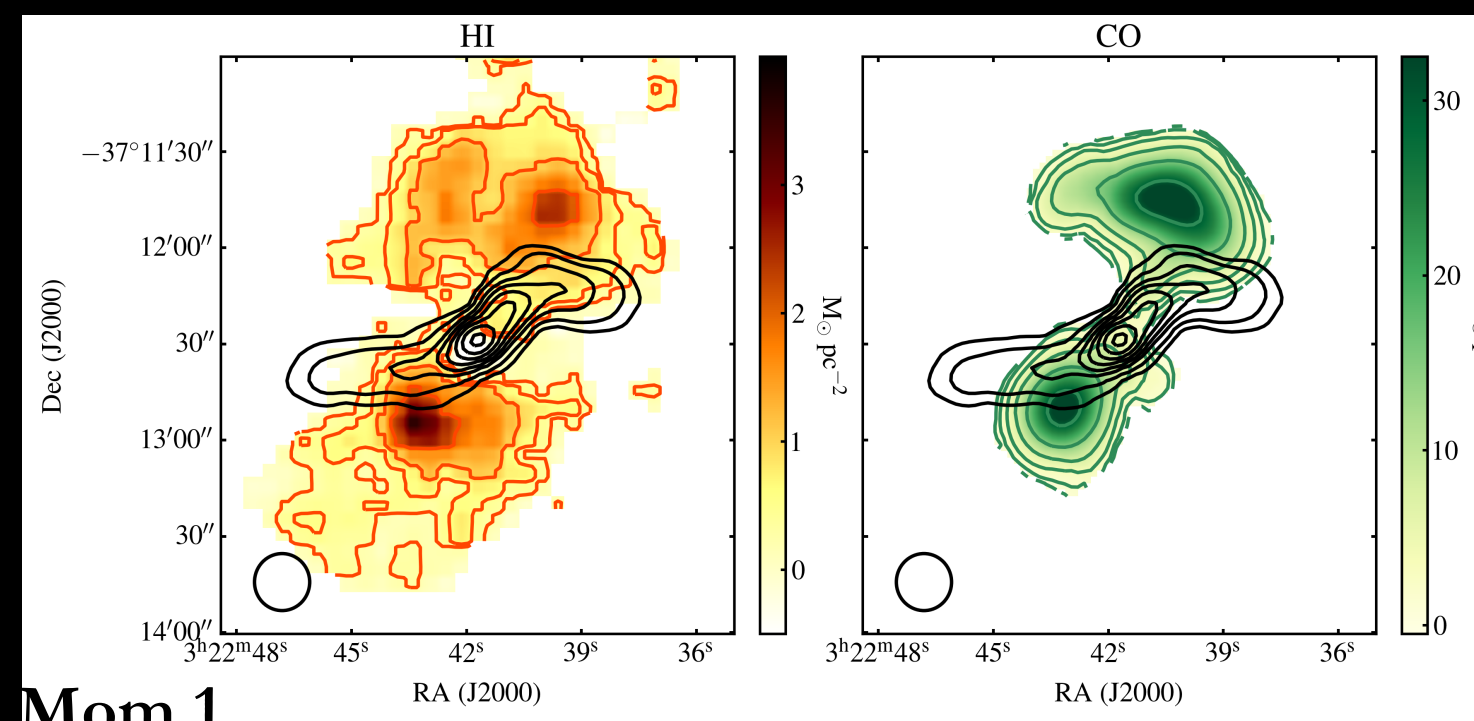 HI
CO
−37°11′30″
12′00″
30″
13′00″
30″
14′00″
3ʰ22ᵐ48ˢ
45ˢ
42ˢ
39ˢ
36ˢ
RA (J2000)
Dec (J2000)
3
2
1
0
M⊙ pc⁻²
3ʰ22ᵐ48ˢ
45ˢ
42ˢ
39ˢ
36ˢ
RA (J2000)
30
20
10
0
Mom 1